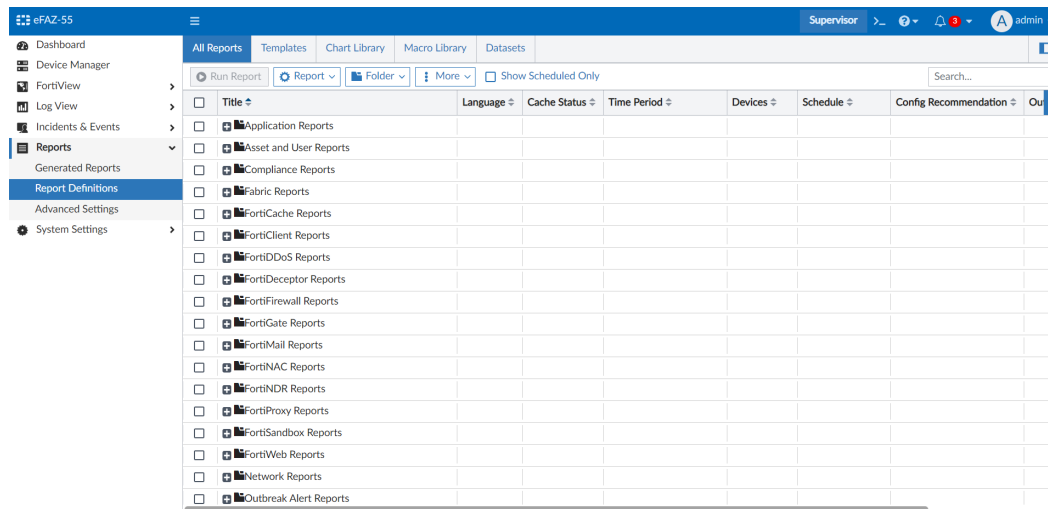 eFAZ-55
Supervisor
3
A admin
Dashboard
Device Manager
FortiView
Log View
Incidents & Events
Reports
Generated Reports
Report Definitions
Advanced Settings
System Settings
All Reports Templates Chart Library Macro Library Datasets
Run Report Report Folder More Show Scheduled Only Search...
Title Language Cache Status Time Period Devices Schedule Config Recommendation
Application Reports
Asset and User Reports
Compliance Reports
Fabric Reports
FortiCache Reports
FortiClient Reports
FortiDDoS Reports
FortiDeceptor Reports
FortiFirewall Reports
FortiGate Reports
FortiMail Reports
FortiNAC Reports
FortiNDR Reports
FortiProxy Reports
FortiSandbox Reports
FortiWeb Reports
Network Reports
Outbreak Alert Reports